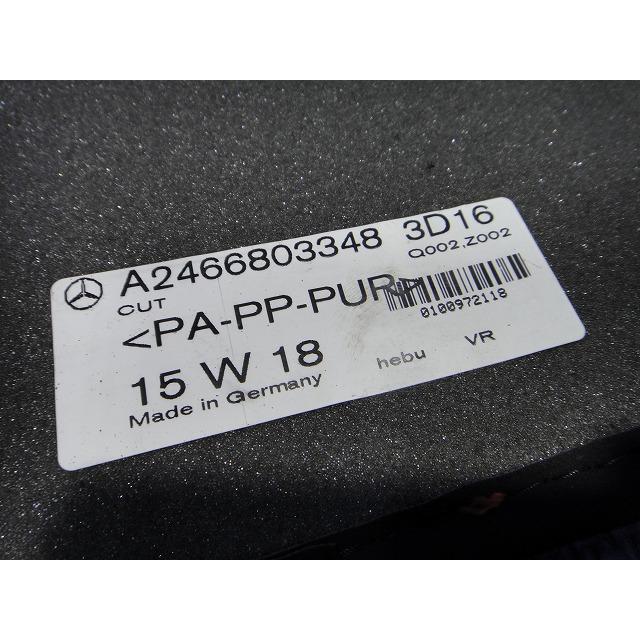 A2466803348 3D16
CUT
Q002.Z002
<PA-PP-PUR>
0100972118
15 W 18
hebu
VR
Made in Germany